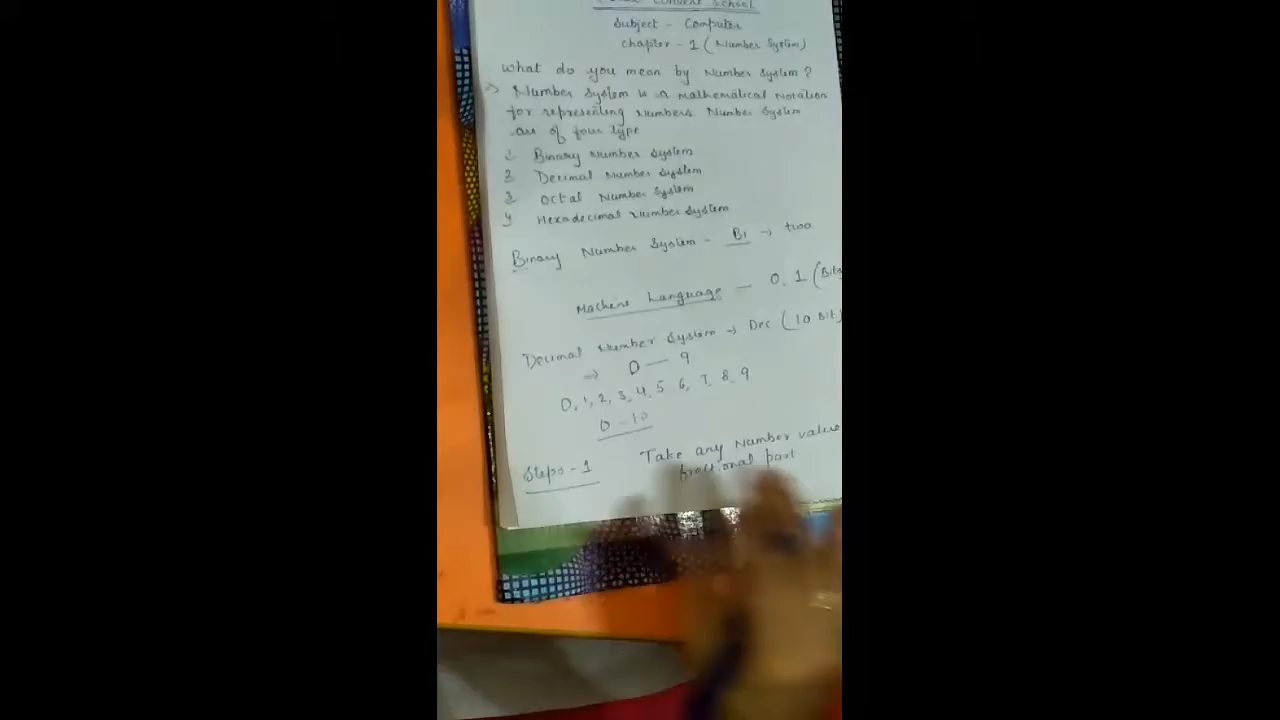 Convent School
Subject - Computer
Chapter - 1 (Number System)
What do you mean by Number System?
=> Number System is a mathematical Notation
for representing Numbers. Number System
are of four type
1 Binary Number System
2 Decimal Number System
3 Octal Number System
4 Hexadecimal Number System
Binary Number System - Bi → two
Machine Language - 0, 1 (Bits
Decimal Number System → Dec (10 Bit)
=> 0 — 9
0, 1, 2, 3, 4, 5, 6, 7, 8, 9
0 - 10
Steps - 1 Take any Number value
fractional part